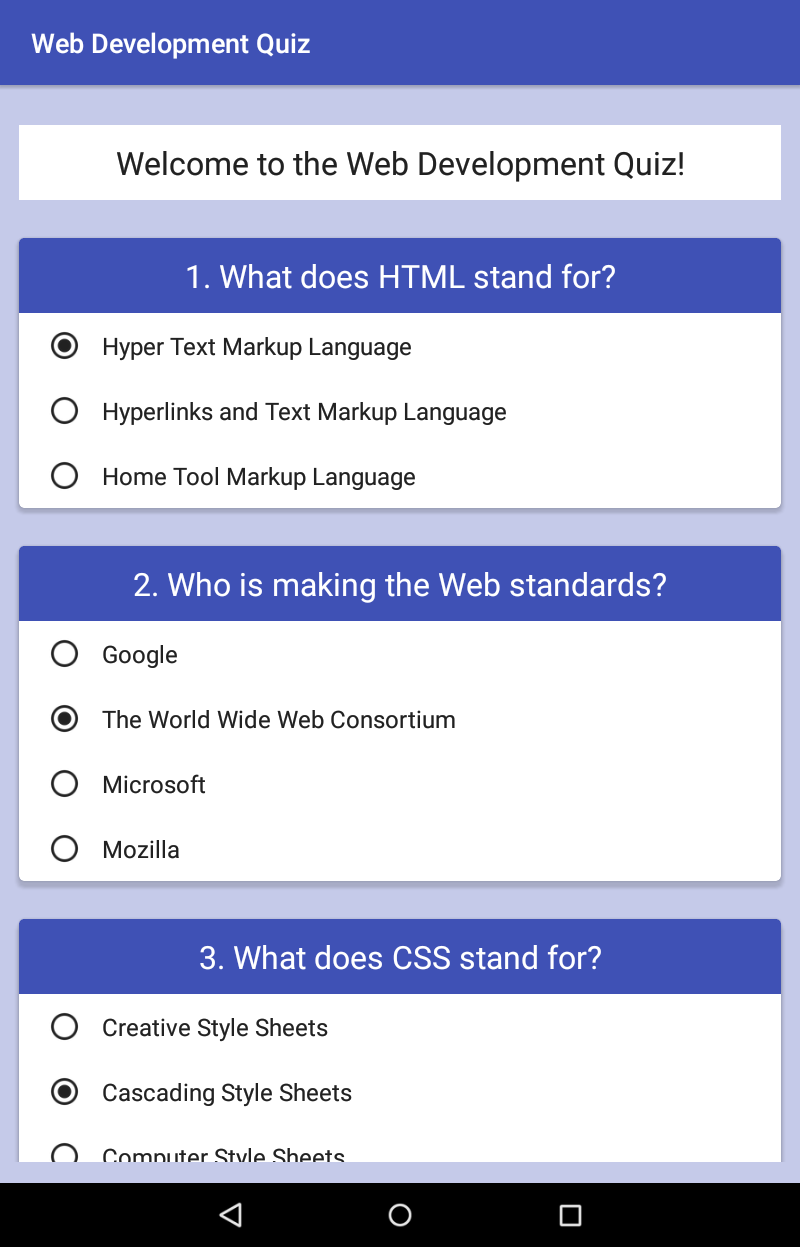 Web Development Quiz
Welcome to the Web Development Quiz!
1. What does HTML stand for?
Hyper Text Markup Language
Hyperlinks and Text Markup Language
Home Tool Markup Language
2. Who is making the Web standards?
Google
The World Wide Web Consortium
Microsoft
Mozilla
3. What does CSS stand for?
Creative Style Sheets
Cascading Style Sheets
Computer Style Sheets